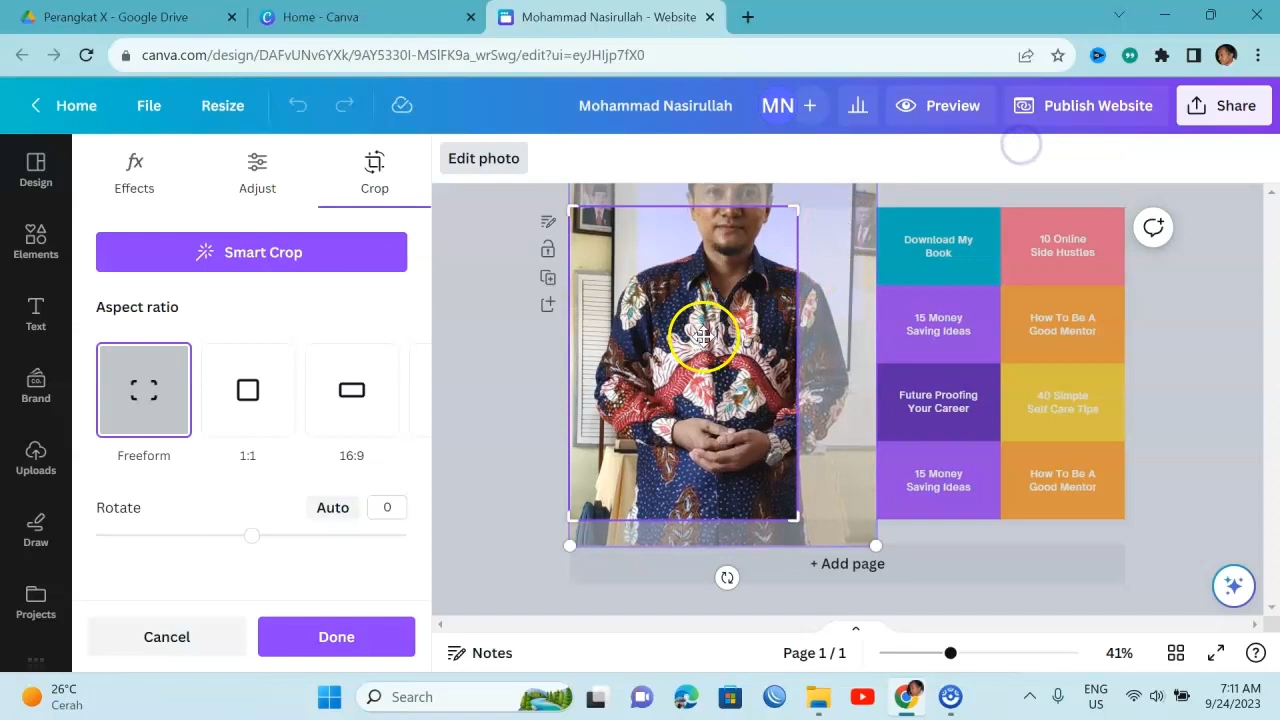 Perangkat X - Google Drive
Home - Canva
Mohammad Nasirullah - Website
canva.com/design/DAFvUNv6YXk/9AY5330I-MSlFK9a_wrSwg/edit?ui=eyJHIjp7fX0
Home
File
Resize
Mohammad Nasirullah
MN
Preview
Publish Website
Share
Design
Elements
Text
Brand
Uploads
Draw
Projects
CO.
fx
Effects
Adjust
Crop
Smart Crop
Aspect ratio
Freeform
1:1
16:9
Rotate
Auto
0
Cancel
Done
Edit photo
Download My
Book
10 Online
Side Hustles
15 Money
Saving Ideas
How To Be A
Good Mentor
Future Proofing
Your Career
40 Simple
Self Care Tips
15 Money
Saving Ideas
How To Be A
Good Mentor
+ Add page
Notes
Page 1 / 1
41%
26°C
Cerah
Search
ENG
US
7:11 AM
9/24/2023